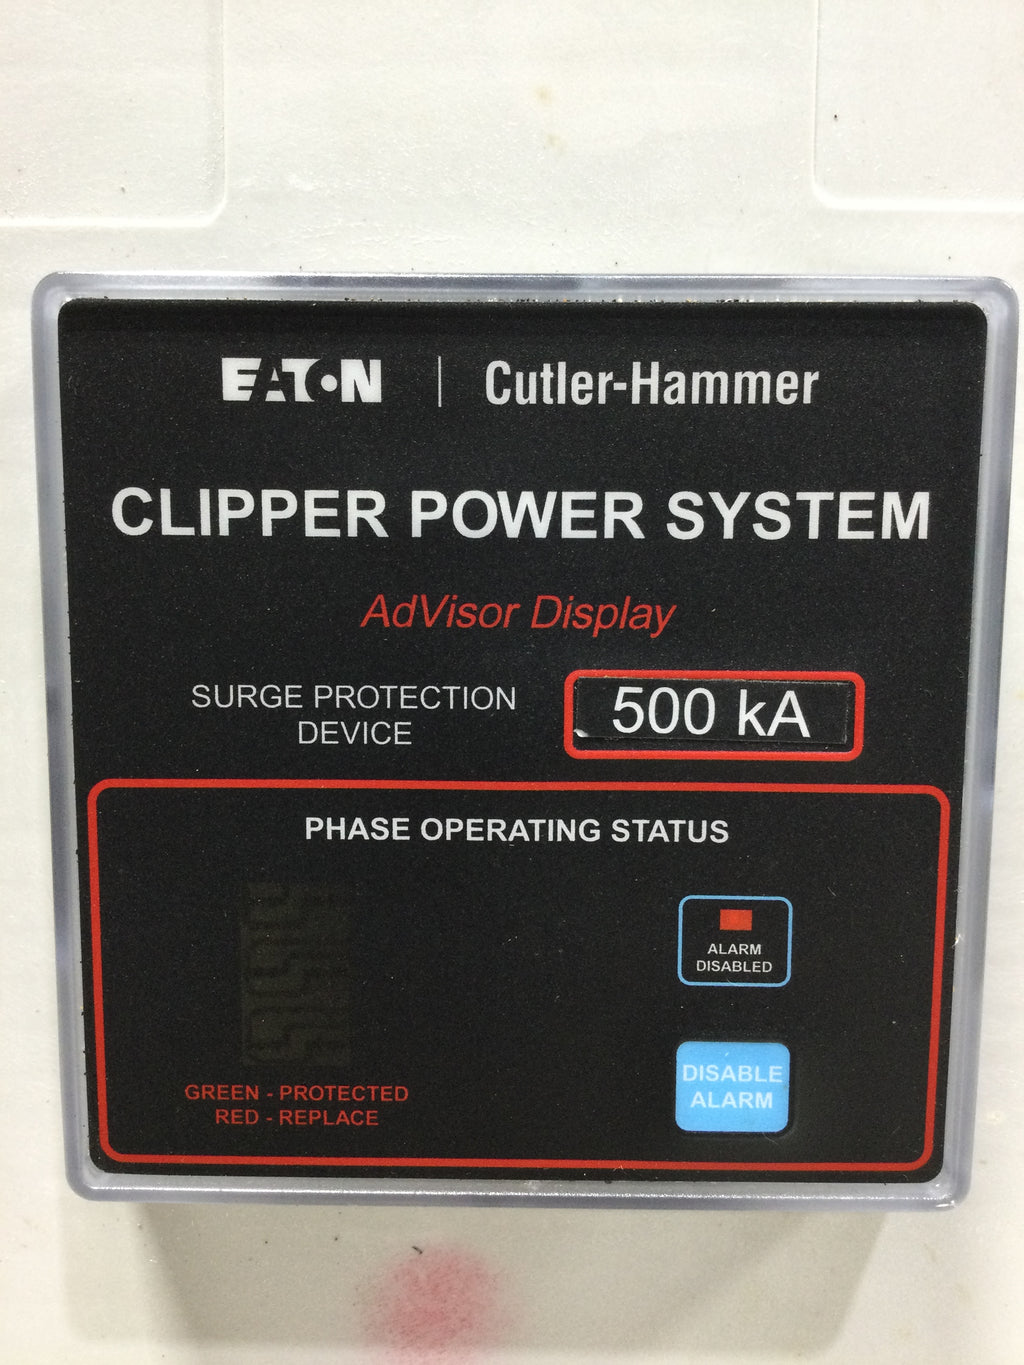 EATON | Cutler-Hammer
CLIPPER POWER SYSTEM
AdVisor Display
SURGE PROTECTION
DEVICE
500 kA
PHASE OPERATING STATUS
ALARM
DISABLED
DISABLE
ALARM
GREEN - PROTECTED
RED - REPLACE